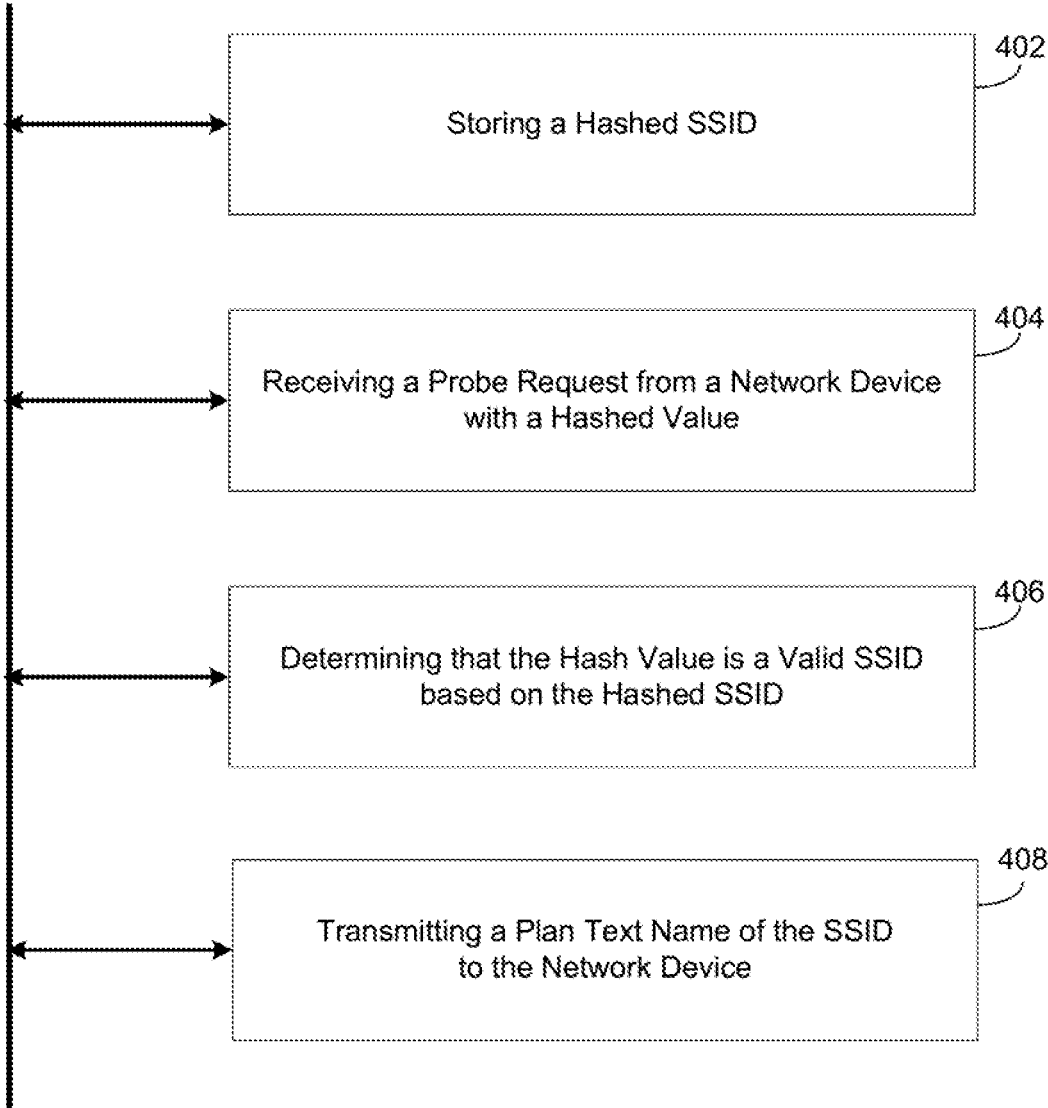 402
Storing a Hashed SSID
404
Receiving a Probe Request from a Network Device
with a Hashed Value
406
Determining that the Hash Value is a Valid SSID
based on the Hashed SSID
408
Transmitting a Plan Text Name of the SSID
to the Network Device